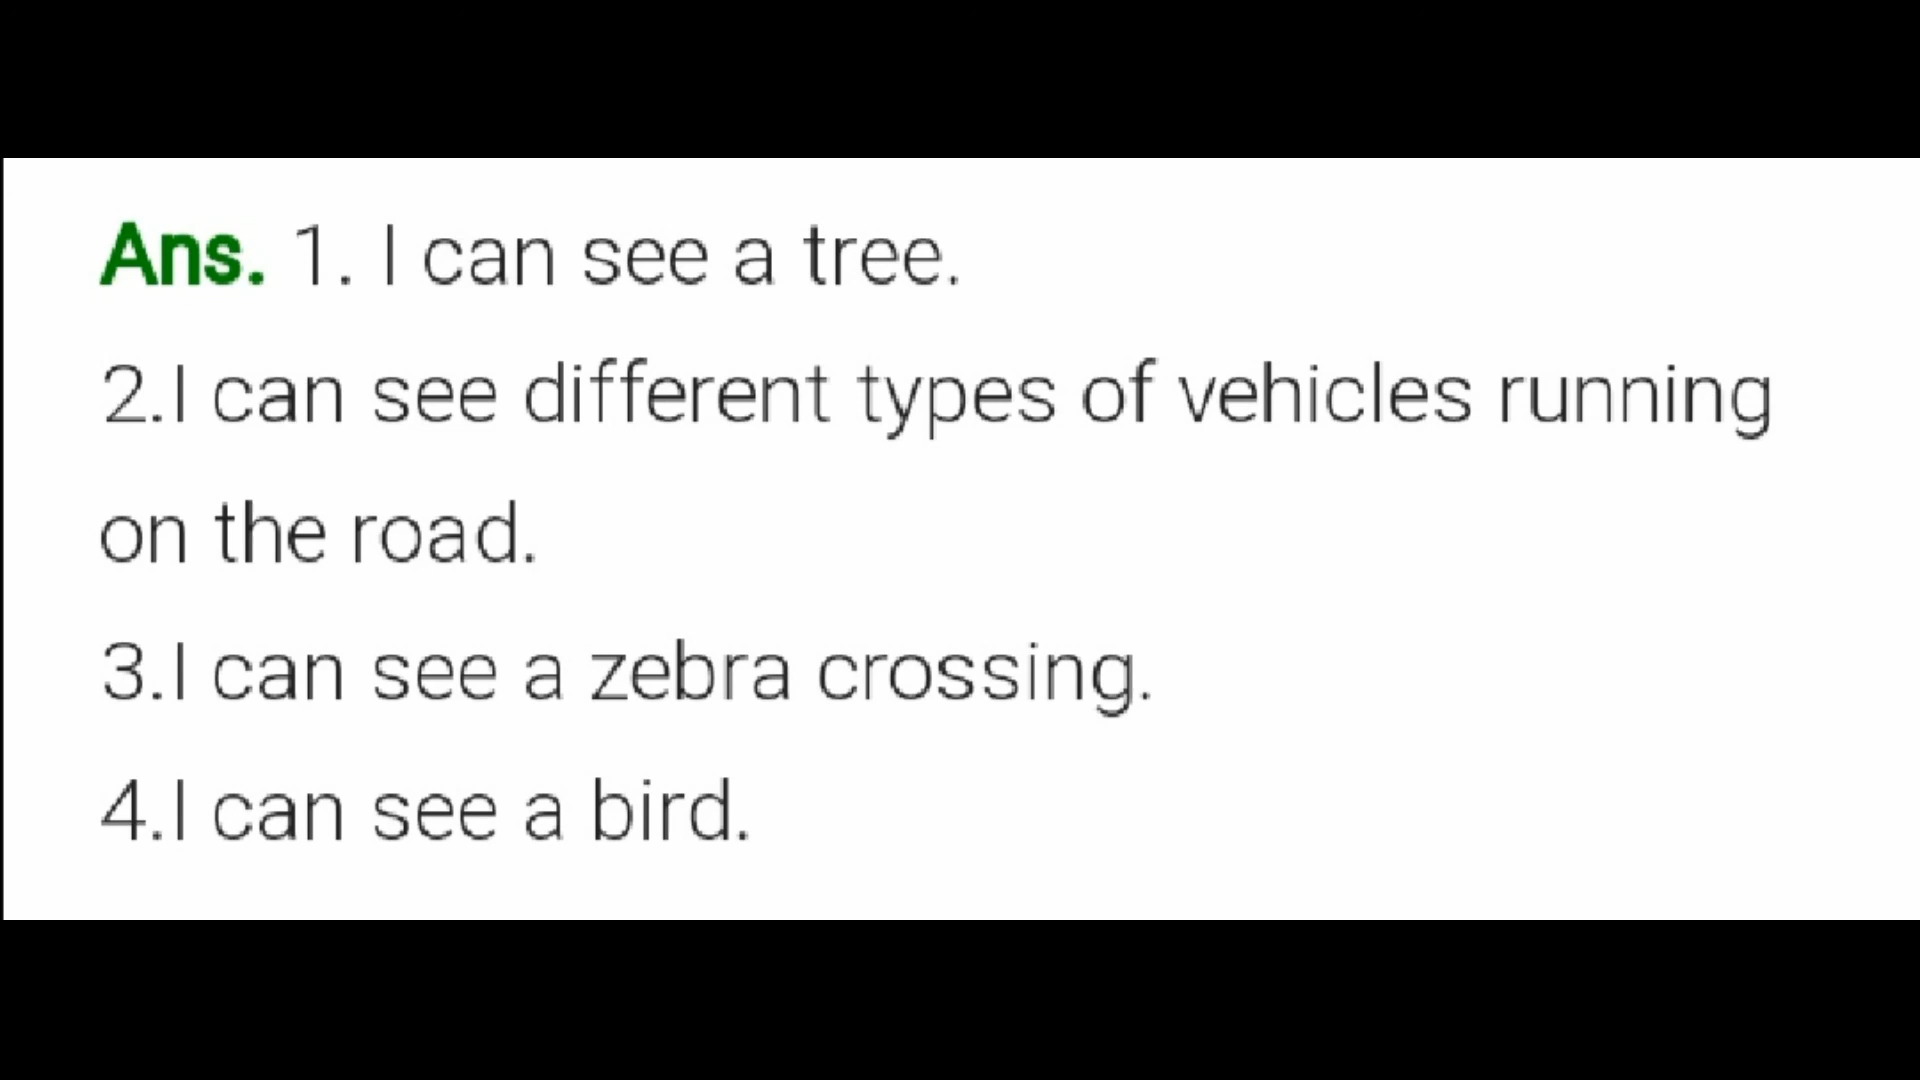 Ans. 1. I can see a tree.
2.I can see different types of vehicles running
on the road.
3.I can see a zebra crossing.
4.I can see a bird.